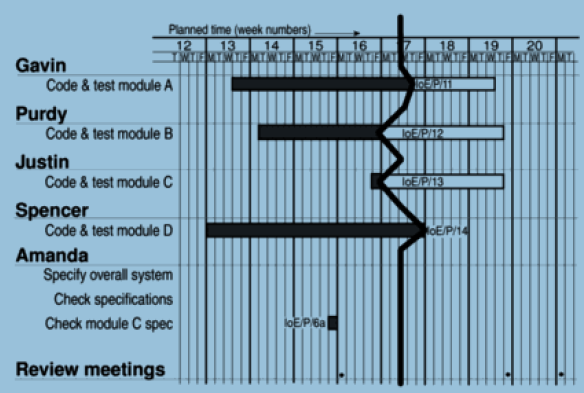 Planned time (week numbers)
12 13 14 15 16 17 18 19 20
T W T F M T W T F M T W T F M T W T F M T W T F M T W T F M T W T F M T W T F M T W T F M T
Gavin
Code & test module A IoE/P/11
Purdy
Code & test module B IoE/P/12
Justin
Code & test module C IoE/P/13
Spencer
Code & test module D IoE/P/14
Amanda
Specify overall system
Check specifications
Check module C spec IoE/P/6a
Review meetings